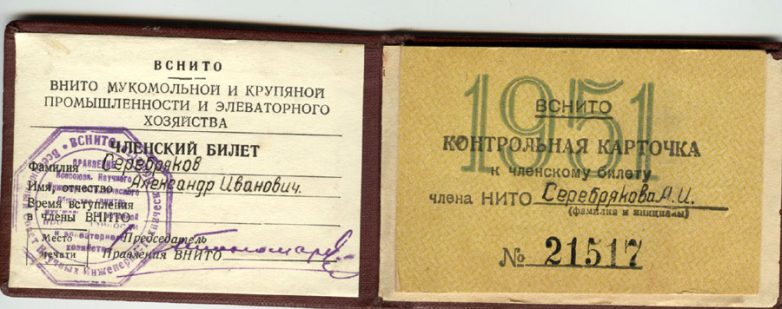 ВСНИТО
ВНИТО МУКОМОЛЬНОЙ И КРУПЯНОЙ
ПРОМЫШЛЕННОСТИ И ЭЛЕВАТОРНОГО
ХОЗЯЙСТВА
ЧЛЕНСКИЙ БИЛЕТ
Фамилия Серебряков
Имя, отчество Александр Иванович.
Время вступления
в члены ВНИТО
Место Председатель
печати Правления ВНИТО
ВСНИТО
1951
ВСНИТО
КОНТРОЛЬНАЯ КАРТОЧКА
к членскому билету
члена НИТО Серебрякова А.И.
(фамилия и инициалы)
№ 21517